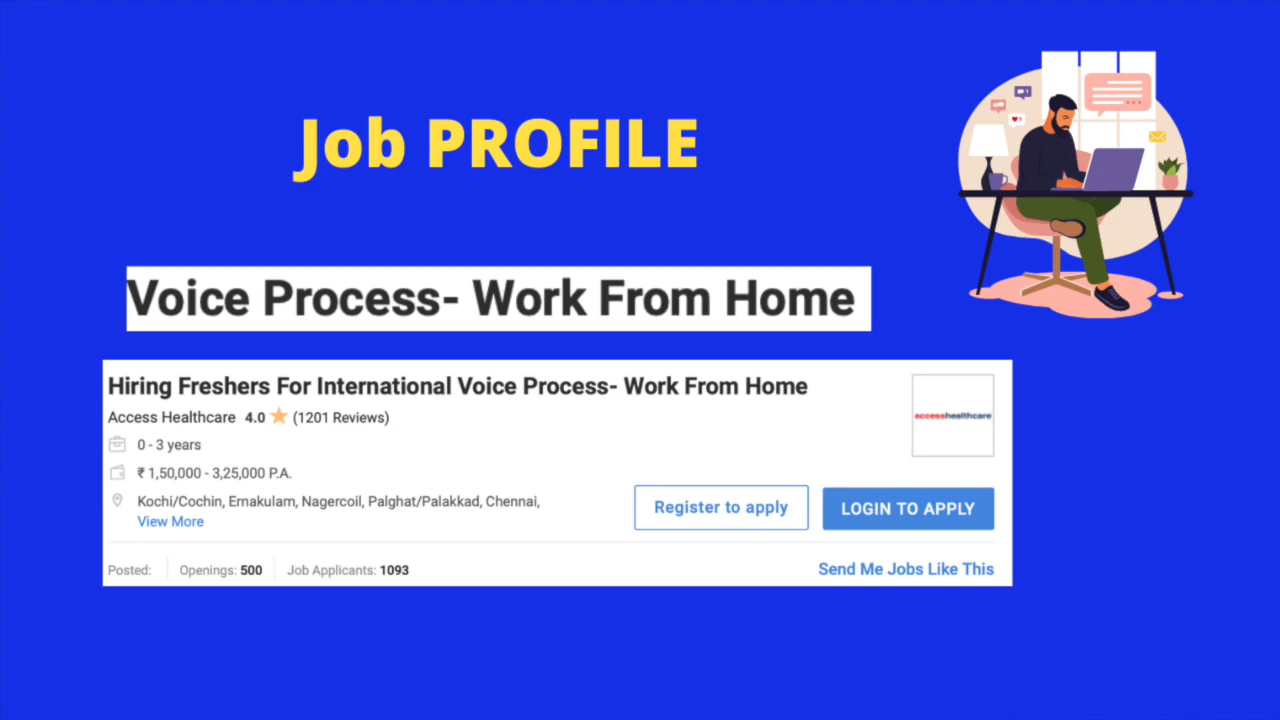 Job PROFILE
Voice Process- Work From Home
Hiring Freshers For International Voice Process- Work From Home
Access Healthcare 4.0 (1201 Reviews)
accesshealthcare
0 - 3 years
₹ 1,50,000 - 3,25,000 P.A.
Kochi/Cochin, Ernakulam, Nagercoil, Palghat/Palakkad, Chennai,
View More
Register to apply
LOGIN TO APPLY
Posted: Openings: 500 Job Applicants: 1093
Send Me Jobs Like This